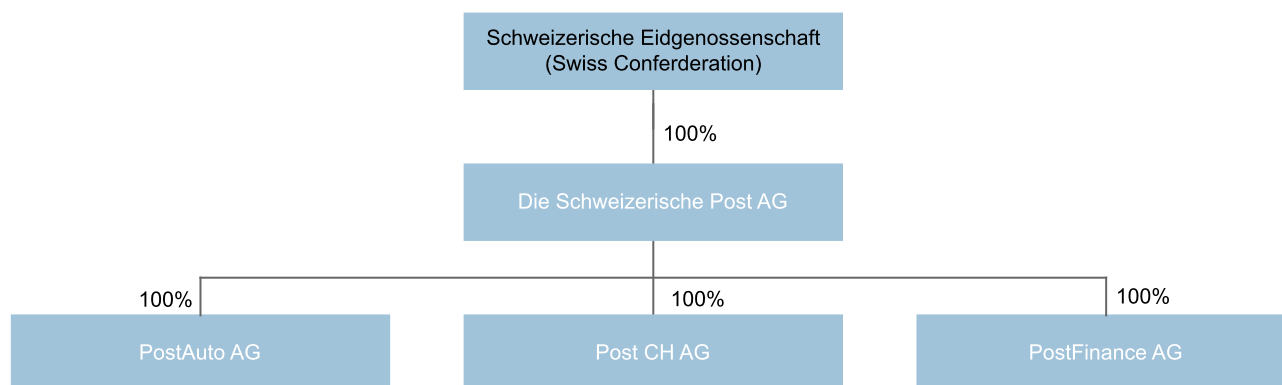 Schweizerische Eidgenossenschaft
(Swiss Conferderation)
100%
Die Schweizerische Post AG
100%
100%
100%
PostAuto AG
Post CH AG
PostFinance AG